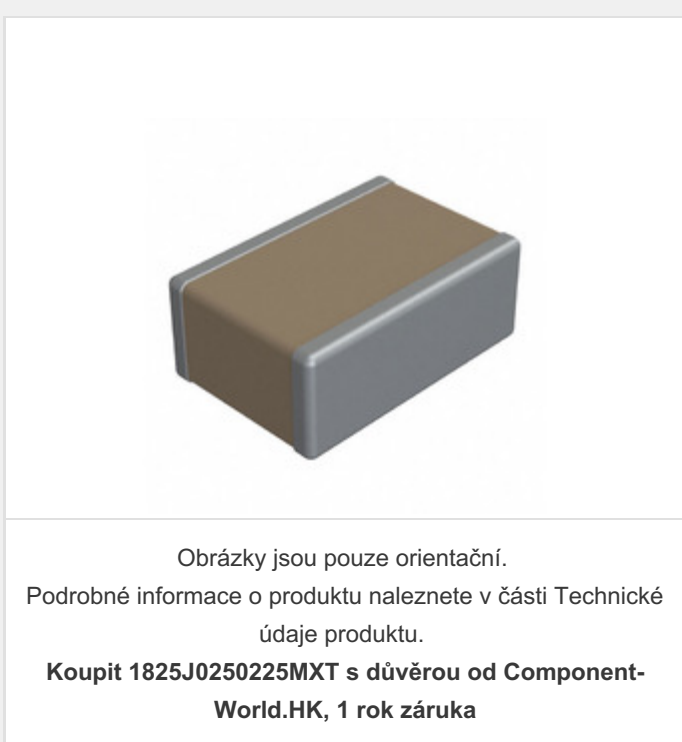 Obrázky jsou pouze orientační.
Podrobné informace o produktu naleznete v části Technické
údaje produktu.
Koupit 1825J0250225MXT s důvěrou od Component-
World.HK, 1 rok záruka